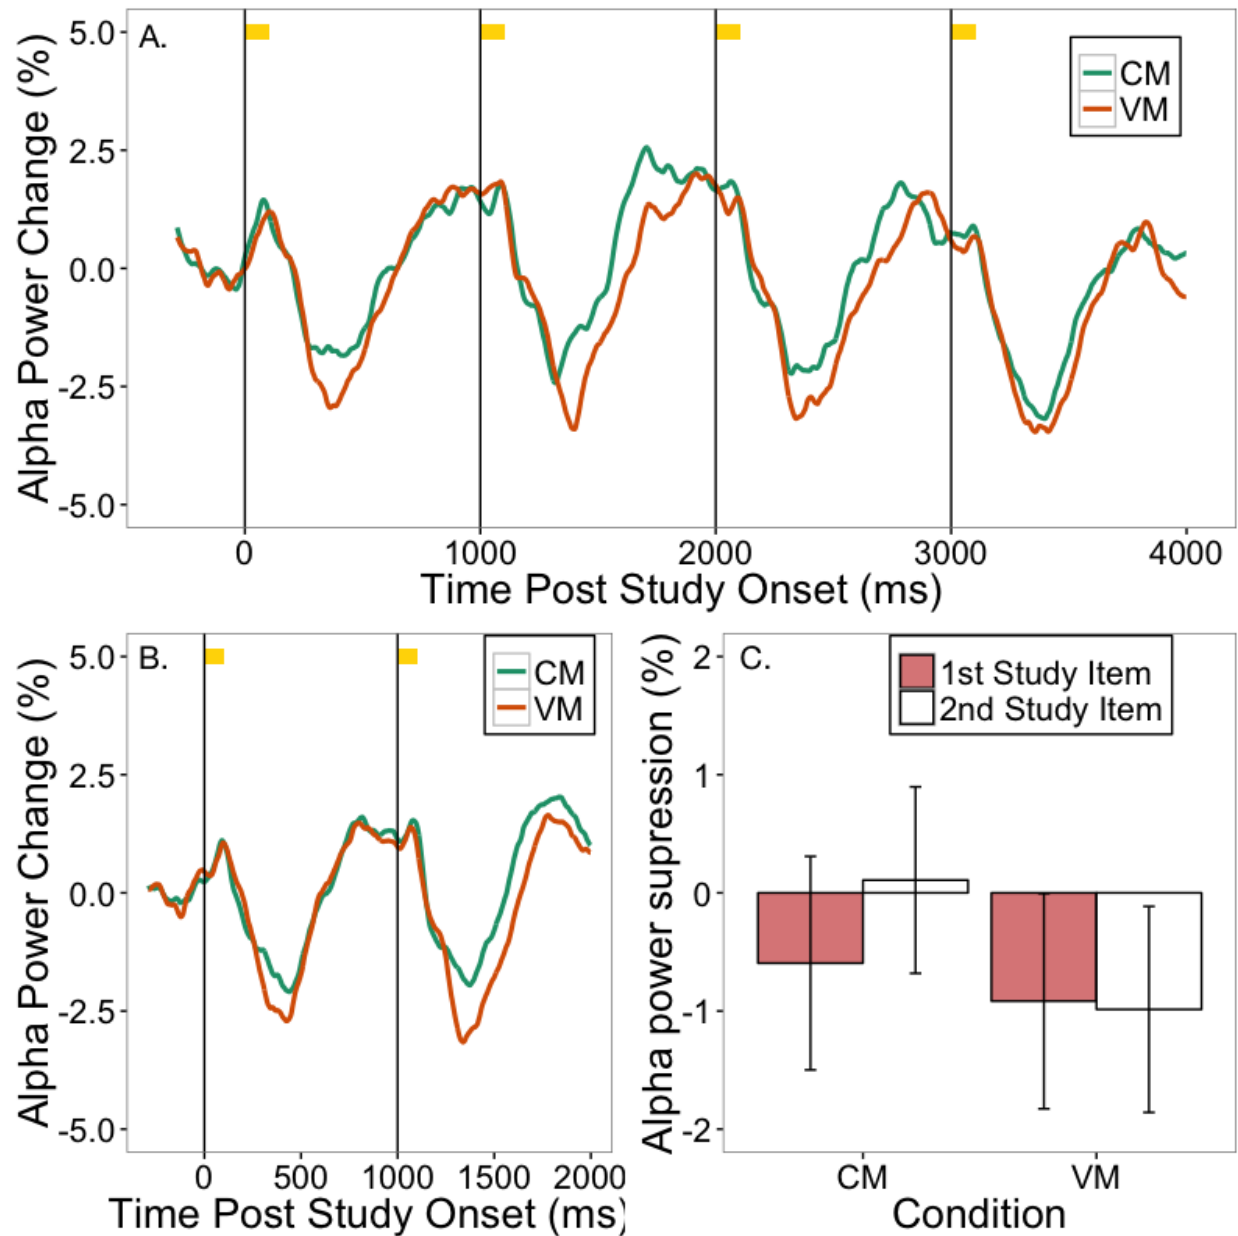 A.
Alpha Power Change (%)
5.0
2.5
0.0
-2.5
-5.0
CM
VM
0 1000 2000 3000 4000
Time Post Study Onset (ms)
B.
Alpha Power Change (%)
5.0
2.5
0.0
-2.5
-5.0
CM
VM
0 500 1000 1500 2000
Time Post Study Onset (ms)
C.
Alpha power supression (%)
2
1
0
-1
-2
1st Study Item
2nd Study Item
CM VM
Condition